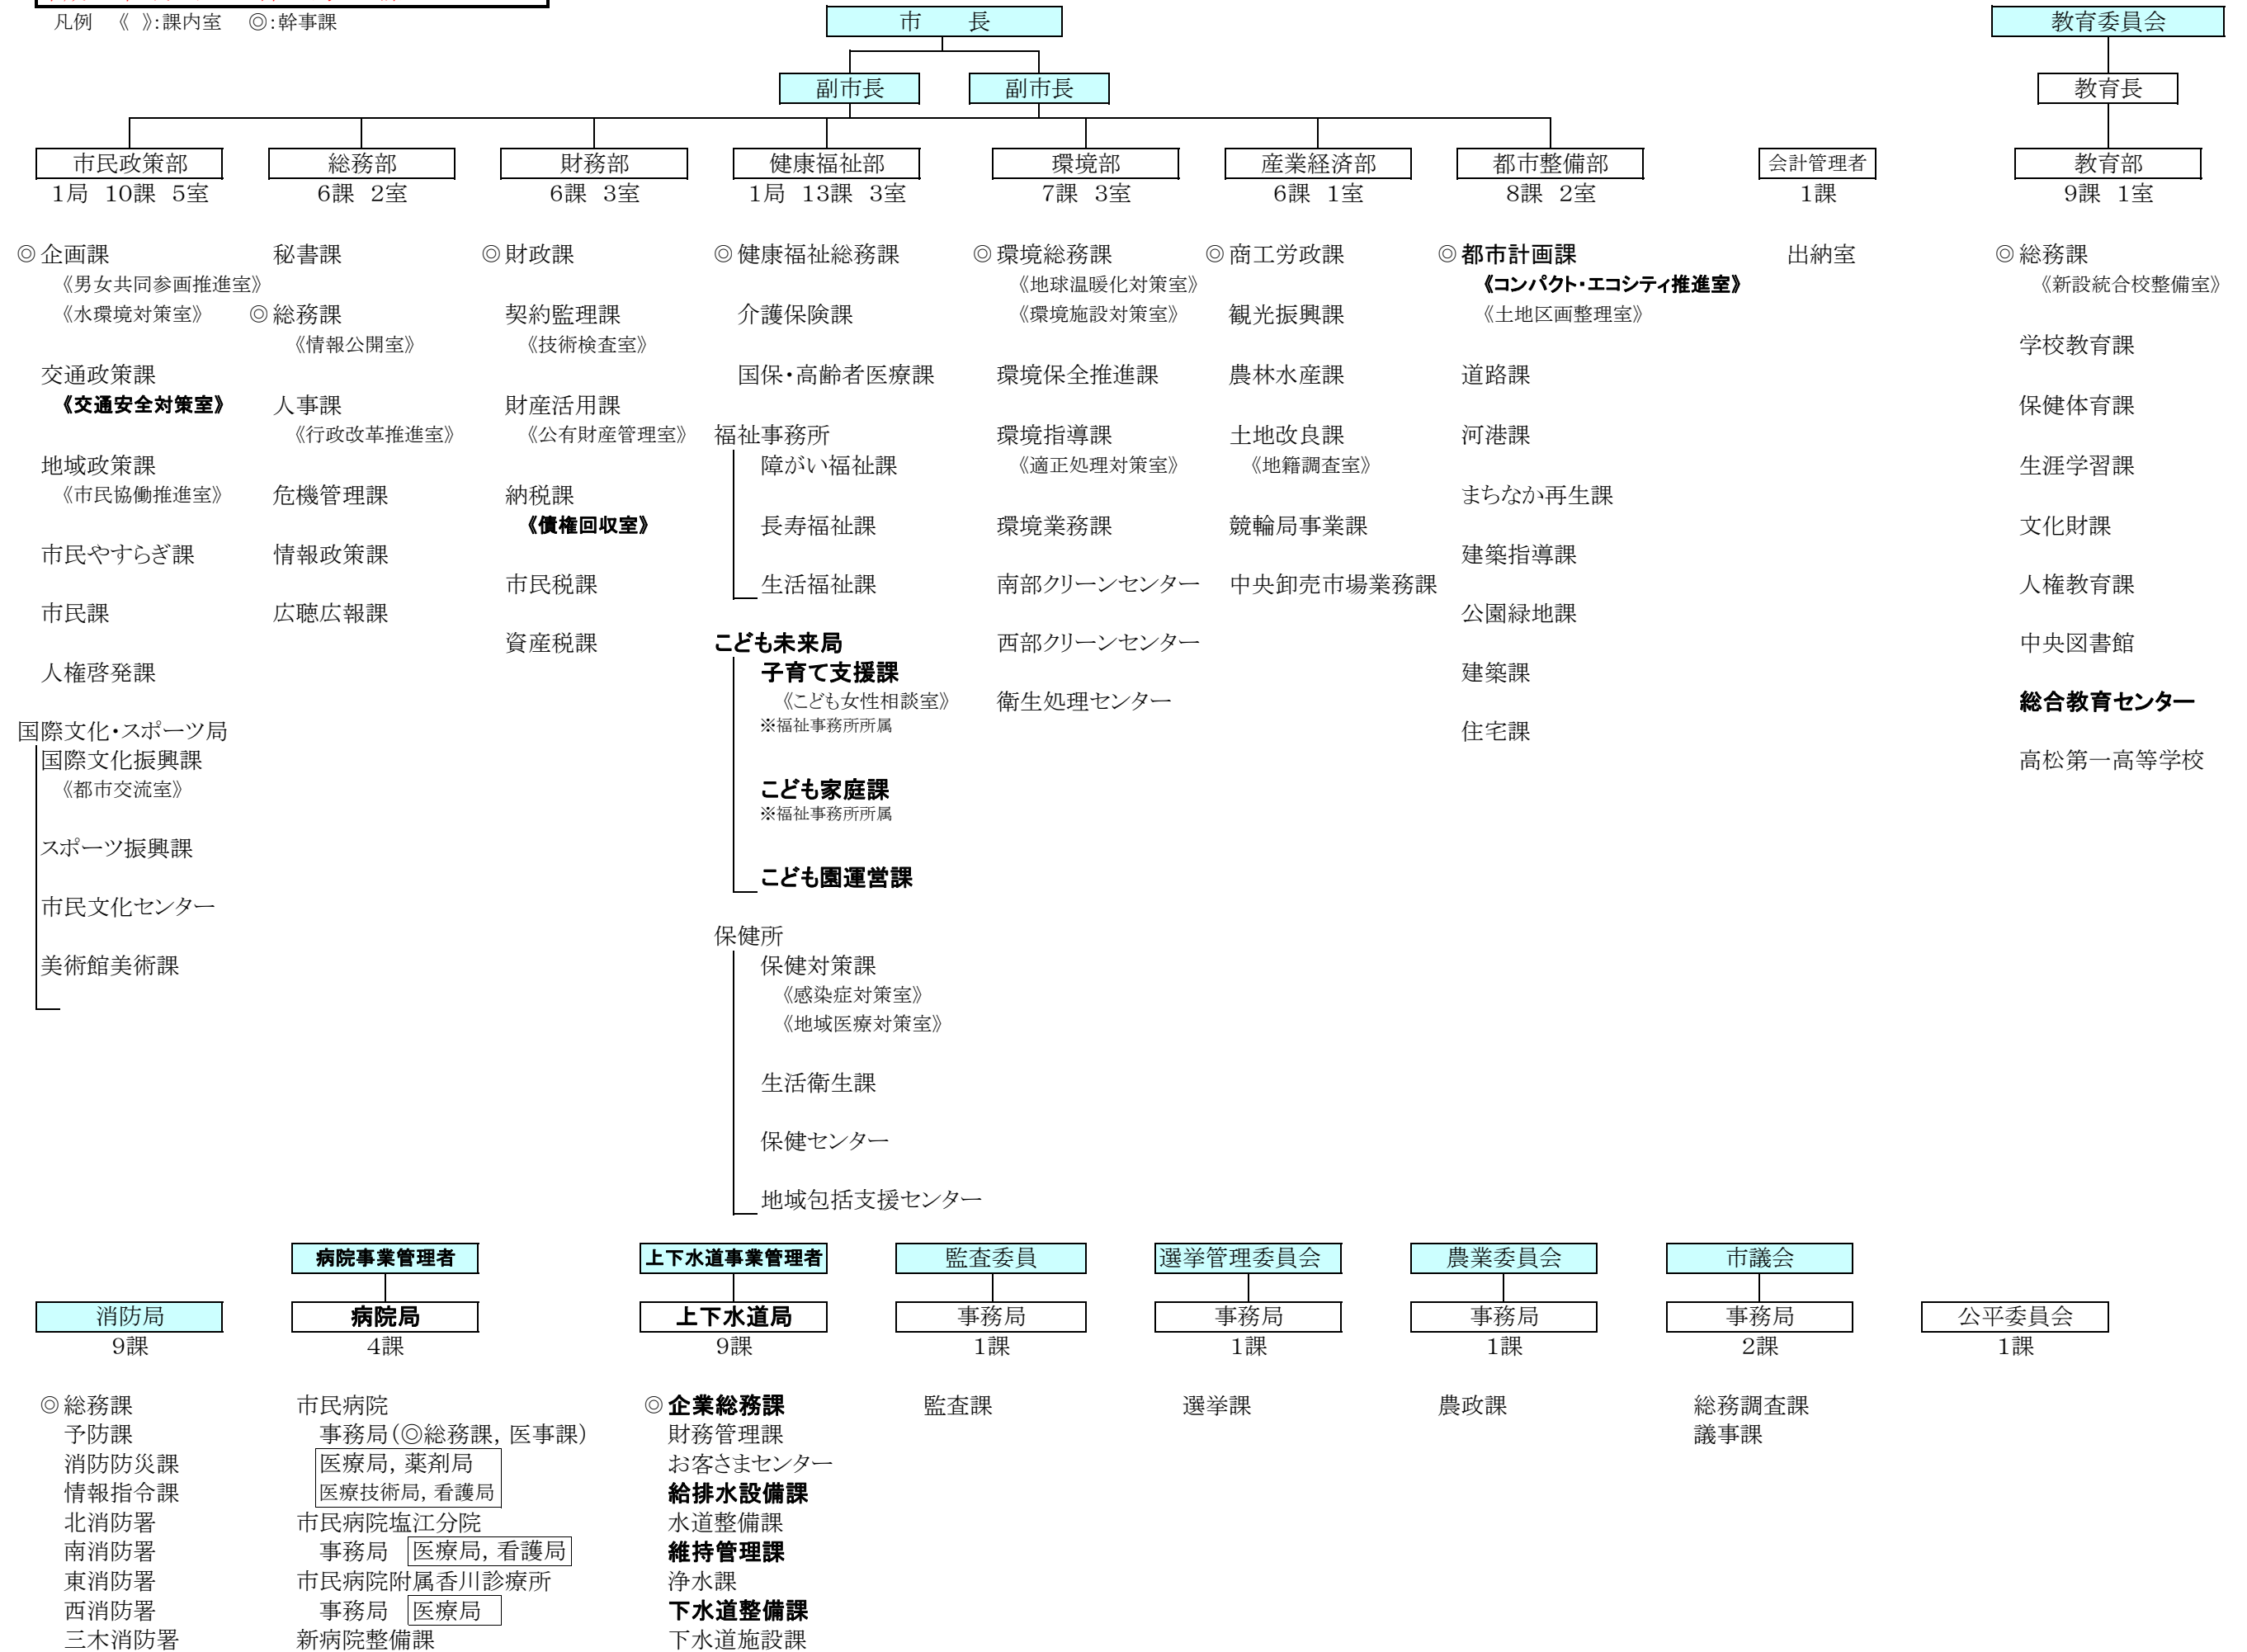 凡例　《　》：課内室　◎：幹事課
市　　長
教育委員会
副市長
副市長
教育長
市民政策部
総務部
財務部
健康福祉部
環境部
産業経済部
都市整備部
会計管理者
教育部
1局　10課　5室
6課　2室
6課　3室
1局　13課　3室
7課　3室
6課　1室
8課　2室
1課
9課　1室
◎企画課
《男女共同参画推進室》
《水環境対策室》
交通政策課
《交通安全対策室》
地域政策課
《市民協働推進室》
市民やすらぎ課
市民課
人権啓発課
国際文化・スポーツ局
国際文化振興課
《都市交流室》
スポーツ振興課
市民文化センター
美術館美術課
秘書課
◎総務課
《情報公開室》
人事課
《行政改革推進室》
危機管理課
情報政策課
広聴広報課
◎財政課
契約監理課
《技術検査室》
財産活用課
《公有財産管理室》
納税課
《債権回収室》
市民税課
資産税課
◎健康福祉総務課
介護保険課
国保・高齢者医療課
福祉事務所
障がい福祉課
長寿福祉課
生活福祉課
こども未来局
子育て支援課
《こども女性相談室》
※福祉事務所所属
こども家庭課
※福祉事務所所属
こども園運営課
保健所
保健対策課
《感染症対策室》
《地域医療対策室》
生活衛生課
保健センター
地域包括支援センター
◎環境総務課
《地球温暖化対策室》
《環境施設対策室》
環境保全推進課
環境指導課
《適正処理対策室》
環境業務課
南部クリーンセンター
西部クリーンセンター
衛生処理センター
◎商工労政課
観光振興課
農林水産課
土地改良課
《地籍調査室》
競輪局事業課
中央卸売市場業務課
◎都市計画課
《コンパクト・エコシティ推進室》
《土地区画整理室》
道路課
河港課
まちなか再生課
建築指導課
公園緑地課
建築課
住宅課
出納室
◎総務課
《新設統合校整備室》
学校教育課
保健体育課
生涯学習課
文化財課
人権教育課
中央図書館
総合教育センター
高松第一高等学校
病院事業管理者
上下水道事業管理者
監査委員
選挙管理委員会
農業委員会
市議会
消防局
病院局
上下水道局
事務局
事務局
事務局
事務局
公平委員会
9課
4課
9課
1課
1課
1課
2課
1課
◎総務課
予防課
消防防災課
情報指令課
北消防署
南消防署
東消防署
西消防署
三木消防署
市民病院
事務局（◎総務課，医事課）
医療局，薬剤局
医療技術局，看護局
市民病院塩江分院
事務局　医療局，看護局
市民病院附属香川診療所
事務局　医療局
新病院整備課
◎企業総務課
財務管理課
お客さまセンター
給排水設備課
水道整備課
維持管理課
浄水課
下水道整備課
下水道施設課
監査課
選挙課
農政課
総務調査課
議事課